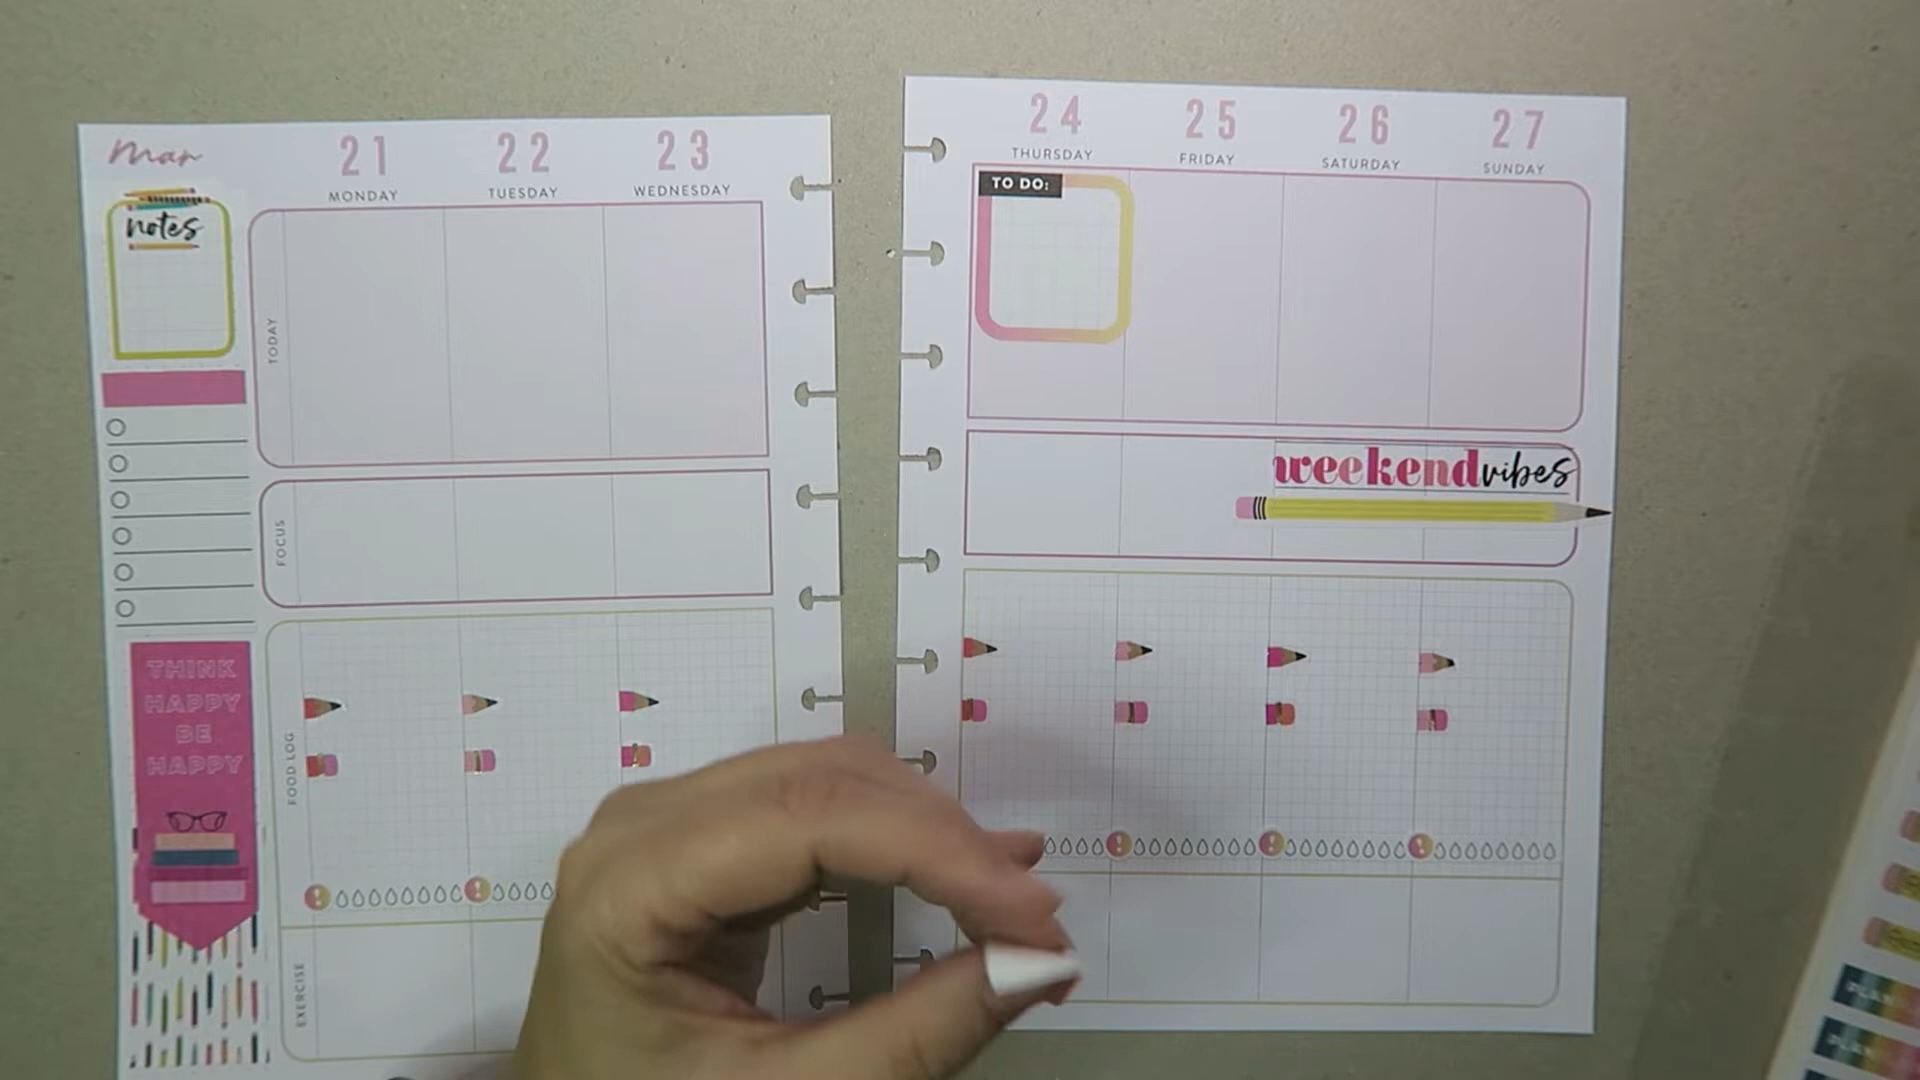 Mar
21
22
23
MONDAY
TUESDAY
WEDNESDAY
notes
TODAY
FOCUS
THINK
HAPPY
BE
HAPPY
FOOD LOG
EXERCISE
24
25
26
27
THURSDAY
FRIDAY
SATURDAY
SUNDAY
TO DO:
weekend vibes